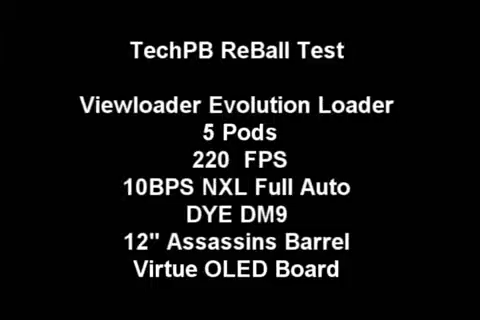 TechPB ReBall Test
Viewloader Evolution Loader
5 Pods
220 FPS
10BPS NXL Full Auto
DYE DM9
12" Assassins Barrel
Virtue OLED Board